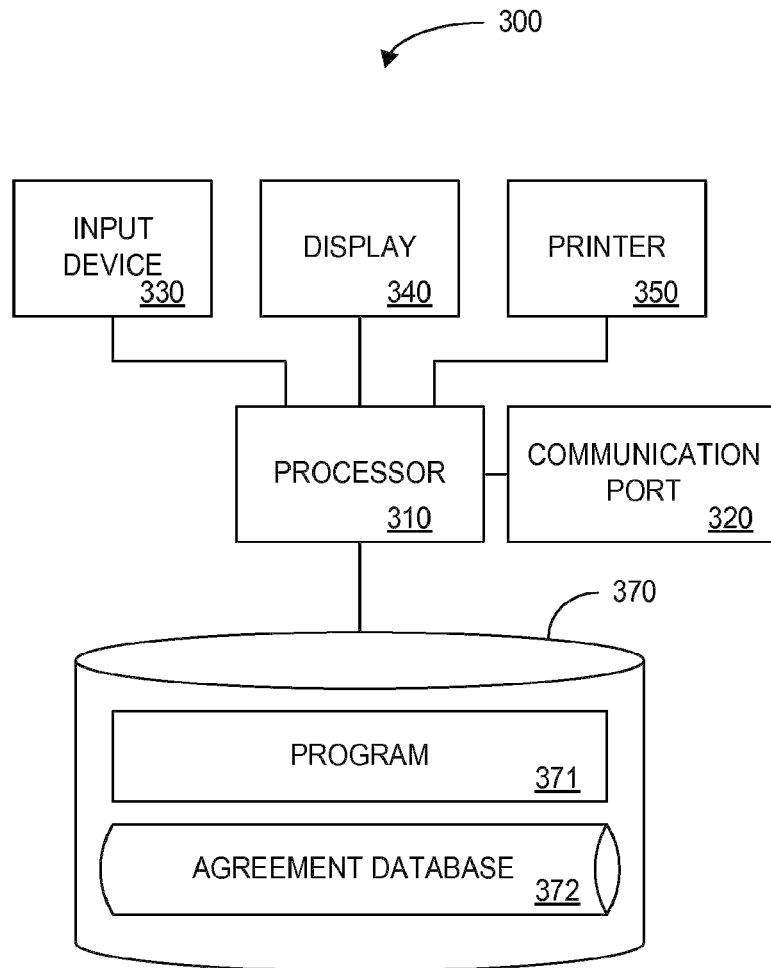 300
INPUT
DEVICE
330
DISPLAY
340
PRINTER
350
PROCESSOR
310
COMMUNICATION
PORT
320
370
PROGRAM
371
AGREEMENT DATABASE
372